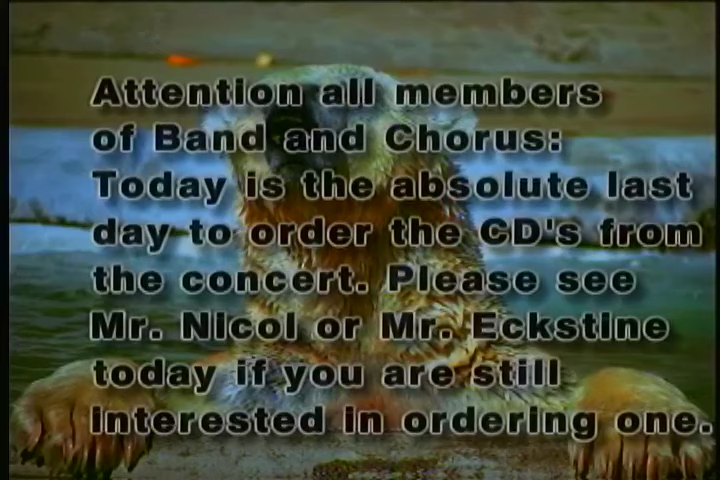 Attention all members
of Band and Chorus:
Today is the absolute last
day to order the CD's from
the concert. Please see
Mr. Nicol or Mr. Eckstine
today if you are still
interested in ordering one.